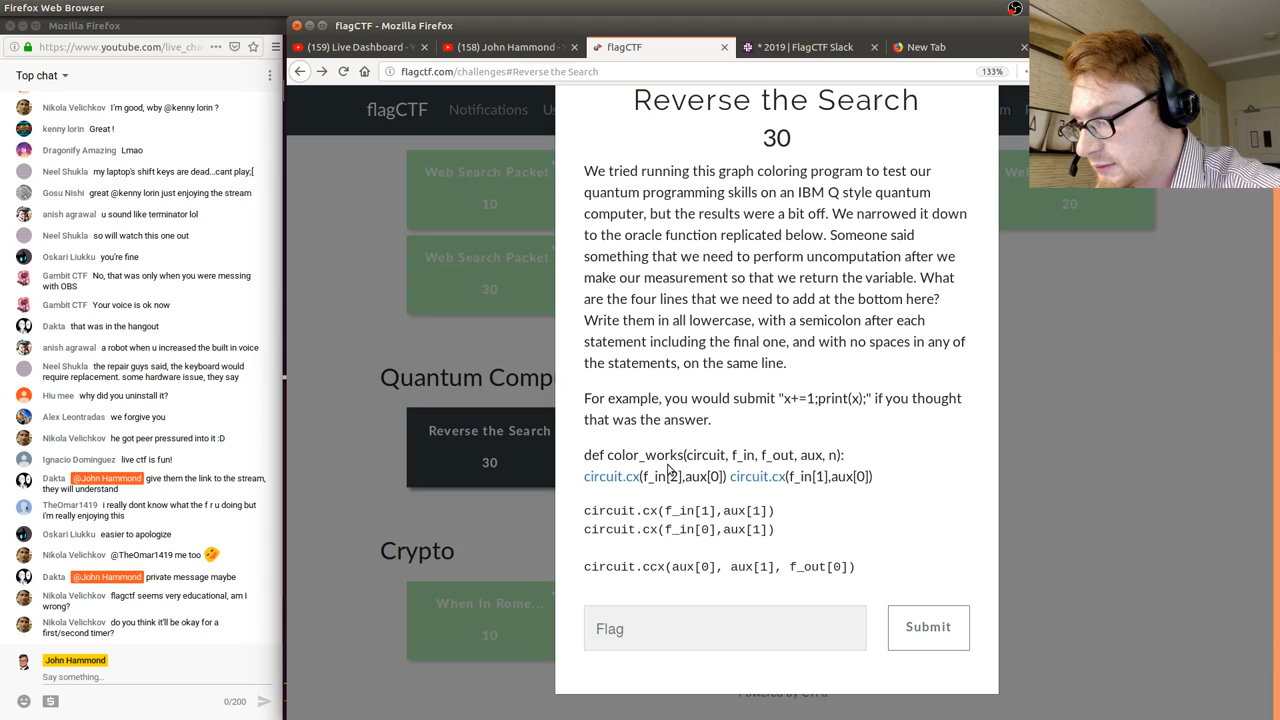 Firefox Web Browser
Mozilla Firefox
https://www.youtube.com/live_cha
Top chat
Nikola Velichkov I'm good, wby @kenny lorin ?
kenny lorin Great !
Dragonify Amazing Lmao
Neel Shukla my laptop's shift keys are dead...cant play;[
Gosu Nishi great @kenny lorin just enjoying the stream
anish agrawal u sound like terminator lol
Neel Shukla so will watch this one out
Oskari Liukku you're fine
Gambit CTF No, that was only when you were messing
with OBS
Gambit CTF Your voice is ok now
Dakta that was in the hangout
anish agrawal a robot when u increased the built in voice
Neel Shukla the repair guys said, the keyboard would
require replacement. some hardware issue, they say
Hiu mee why did you uninstall it?
Alex Leontradas we forgive you
Nikola Velichkov he got peer pressured into it :D
Ignacio Dominguez live ctf is fun!
Dakta @John Hammond give them the link to the stream,
they will understand
TheOmar1419 i really dont know what the f r u doing but
i'm really enjoying this
Oskari Liukku easier to apologize
Nikola Velichkov @TheOmar1419 me too
Dakta @John Hammond private message maybe
Nikola Velichkov flagctf seems very educational, am I
wrong?
Nikola Velichkov do you think it'll be okay for a
first/second timer?
John Hammond
Say something...
0/200
flagCTF - Mozilla Firefox
(159) Live Dashboard - Y
(158) John Hammond -
flagCTF
* 2019 | FlagCTF Slack
New Tab
flagctf.com/challenges#Reverse the Search
133%
flagCTF
Notifications
Us
Web Search Packet
10
Web Search Packet
30
20
Quantum Comp
Reverse the Search
30
Crypto
When in Rome...
10
Reverse the Search
30
We tried running this graph coloring program to test our
quantum programming skills on an IBM Q style quantum
computer, but the results were a bit off. We narrowed it down
to the oracle function replicated below. Someone said
something that we need to perform uncomputation after we
make our measurement so that we return the variable. What
are the four lines that we need to add at the bottom here?
Write them in all lowercase, with a semicolon after each
statement including the final one, and with no spaces in any of
the statements, on the same line.
For example, you would submit "x+=1;print(x);" if you thought
that was the answer.
def color_works(circuit, f_in, f_out, aux, n):
circuit.cx(f_in[2],aux[0]) circuit.cx(f_in[1],aux[0])
circuit.cx(f_in[1],aux[1])
circuit.cx(f_in[0],aux[1])
circuit.ccx(aux[0], aux[1], f_out[0])
Flag
Submit